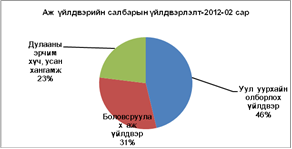 Аж үйлдвэрийн салбарын үйлдвэрлэлт-2012-02 сар
Дулааны
эрчим
хүч, усан
хангамж
23%
Уул уурхайн
олборлох
үйлдвэр
46%
Боловсруула
х аж
үйлдвэр
31%